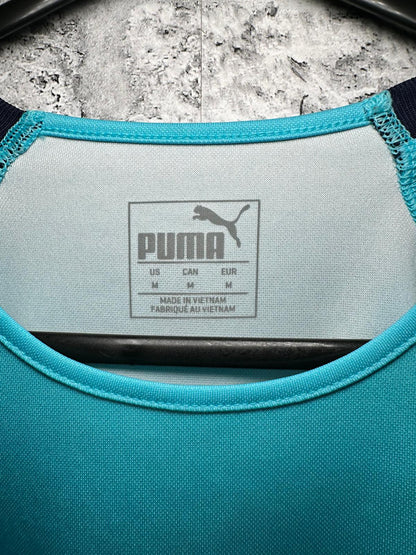 PUMA
US CAN EUR
M M M
MADE IN VIETNAM
FABRIQUÉ AU VIETNAM